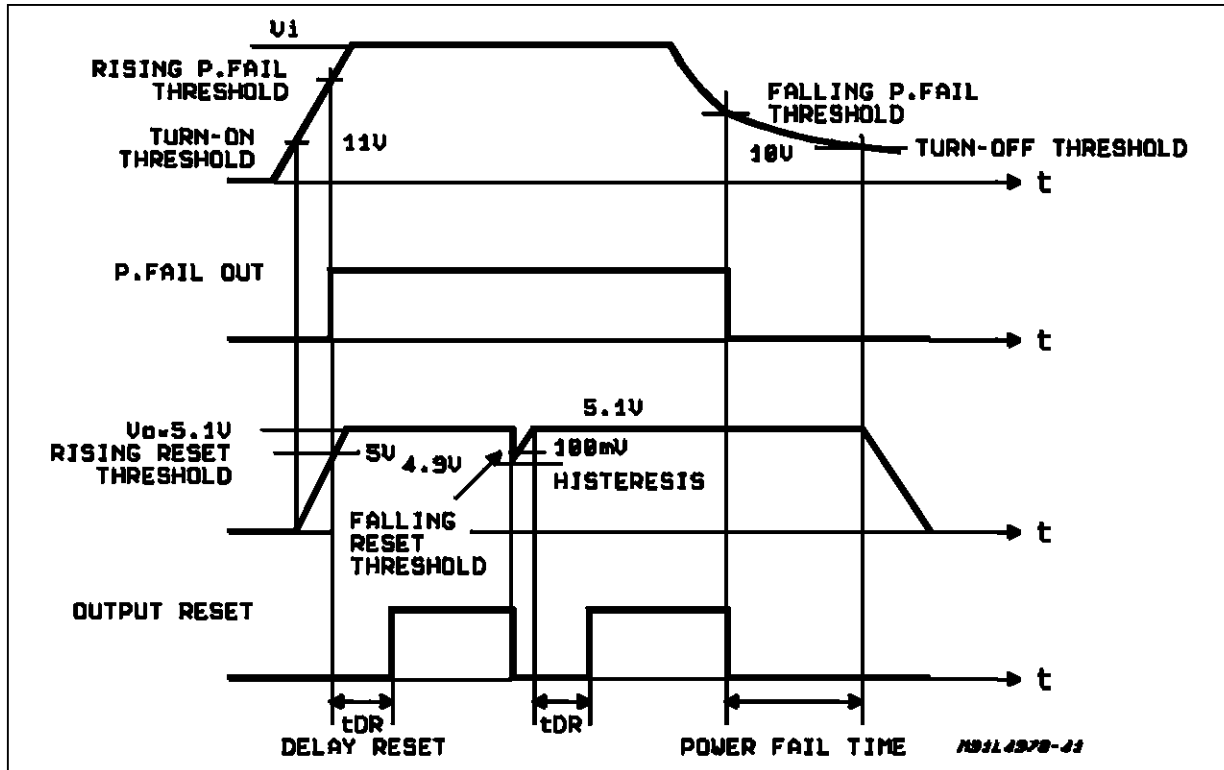 Vi
RISING P.FAIL
THRESHOLD
TURN-ON
THRESHOLD
11V
FALLING P.FAIL
THRESHOLD
10V
TURN-OFF THRESHOLD
t
P.FAIL OUT
t
5.1V
Vo=5.1V
RISING RESET
THRESHOLD
5V
4.9V
100mV
HISTERESIS
FALLING
RESET
THRESHOLD
t
OUTPUT RESET
t
tDR
tDR
DELAY RESET
POWER FAIL TIME